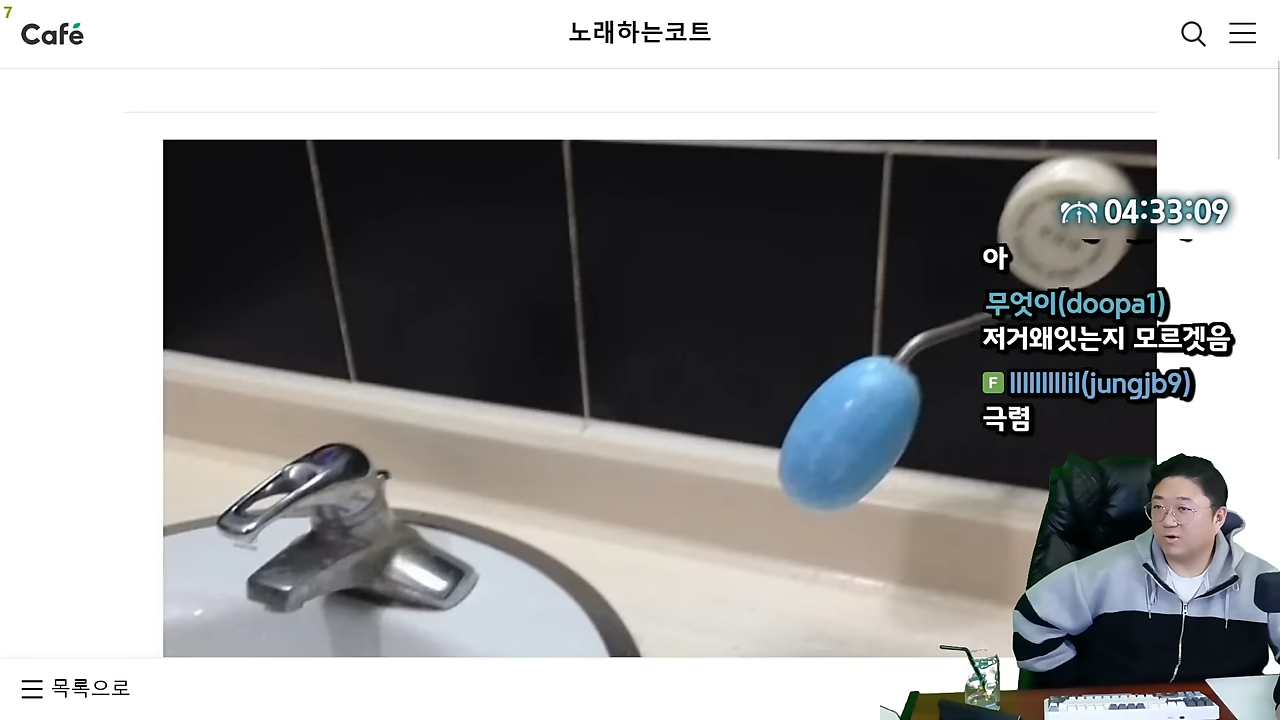 7
Café
노래하는코트
04:33:09
아
무엇이(doopa1)
저거왜잇는지 모르겟음
F llllllllllil(jungjb9)
극렴
목록으로